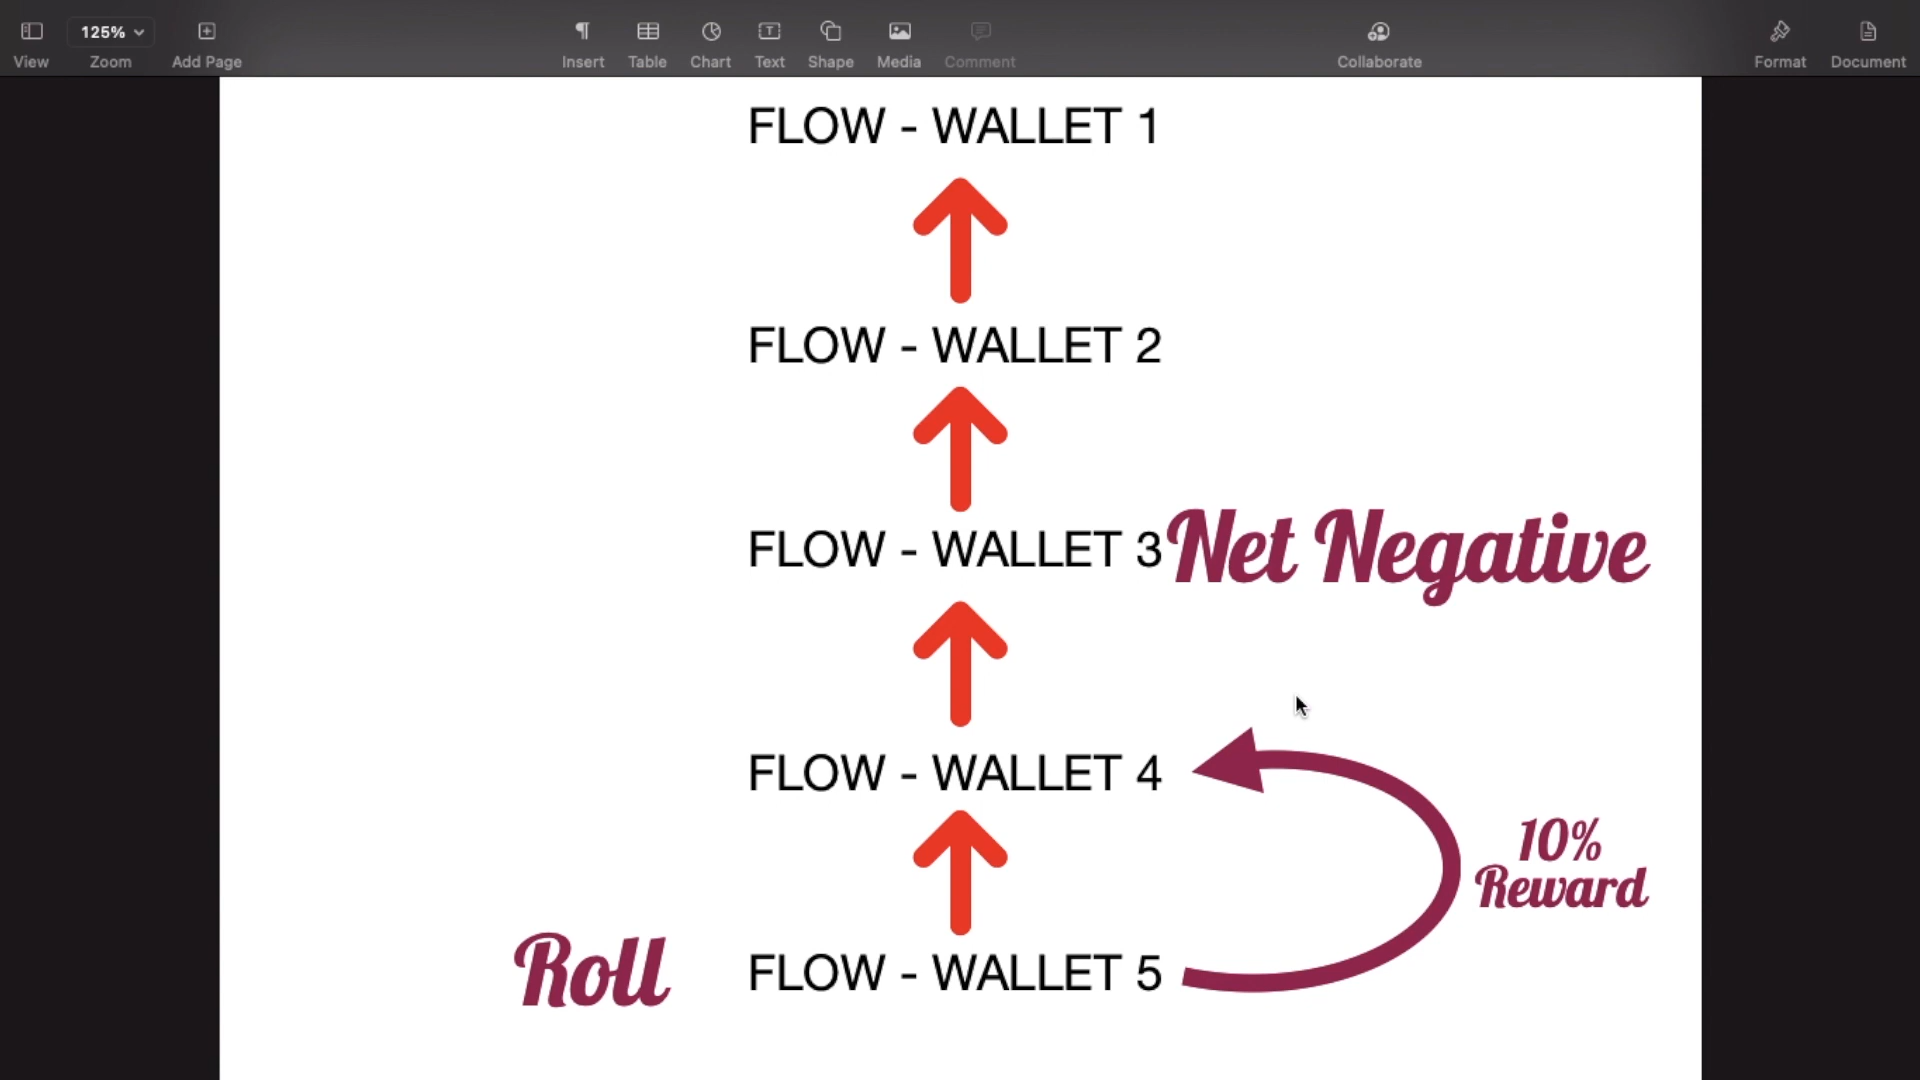 125%
View
Zoom
Add Page
Insert
Table
Chart
Text
Shape
Media
Comment
Collaborate
Format
Document
FLOW - WALLET 1
FLOW - WALLET 2
FLOW - WALLET 3
Net Negative
FLOW - WALLET 4
10%
Reward
Roll
FLOW - WALLET 5